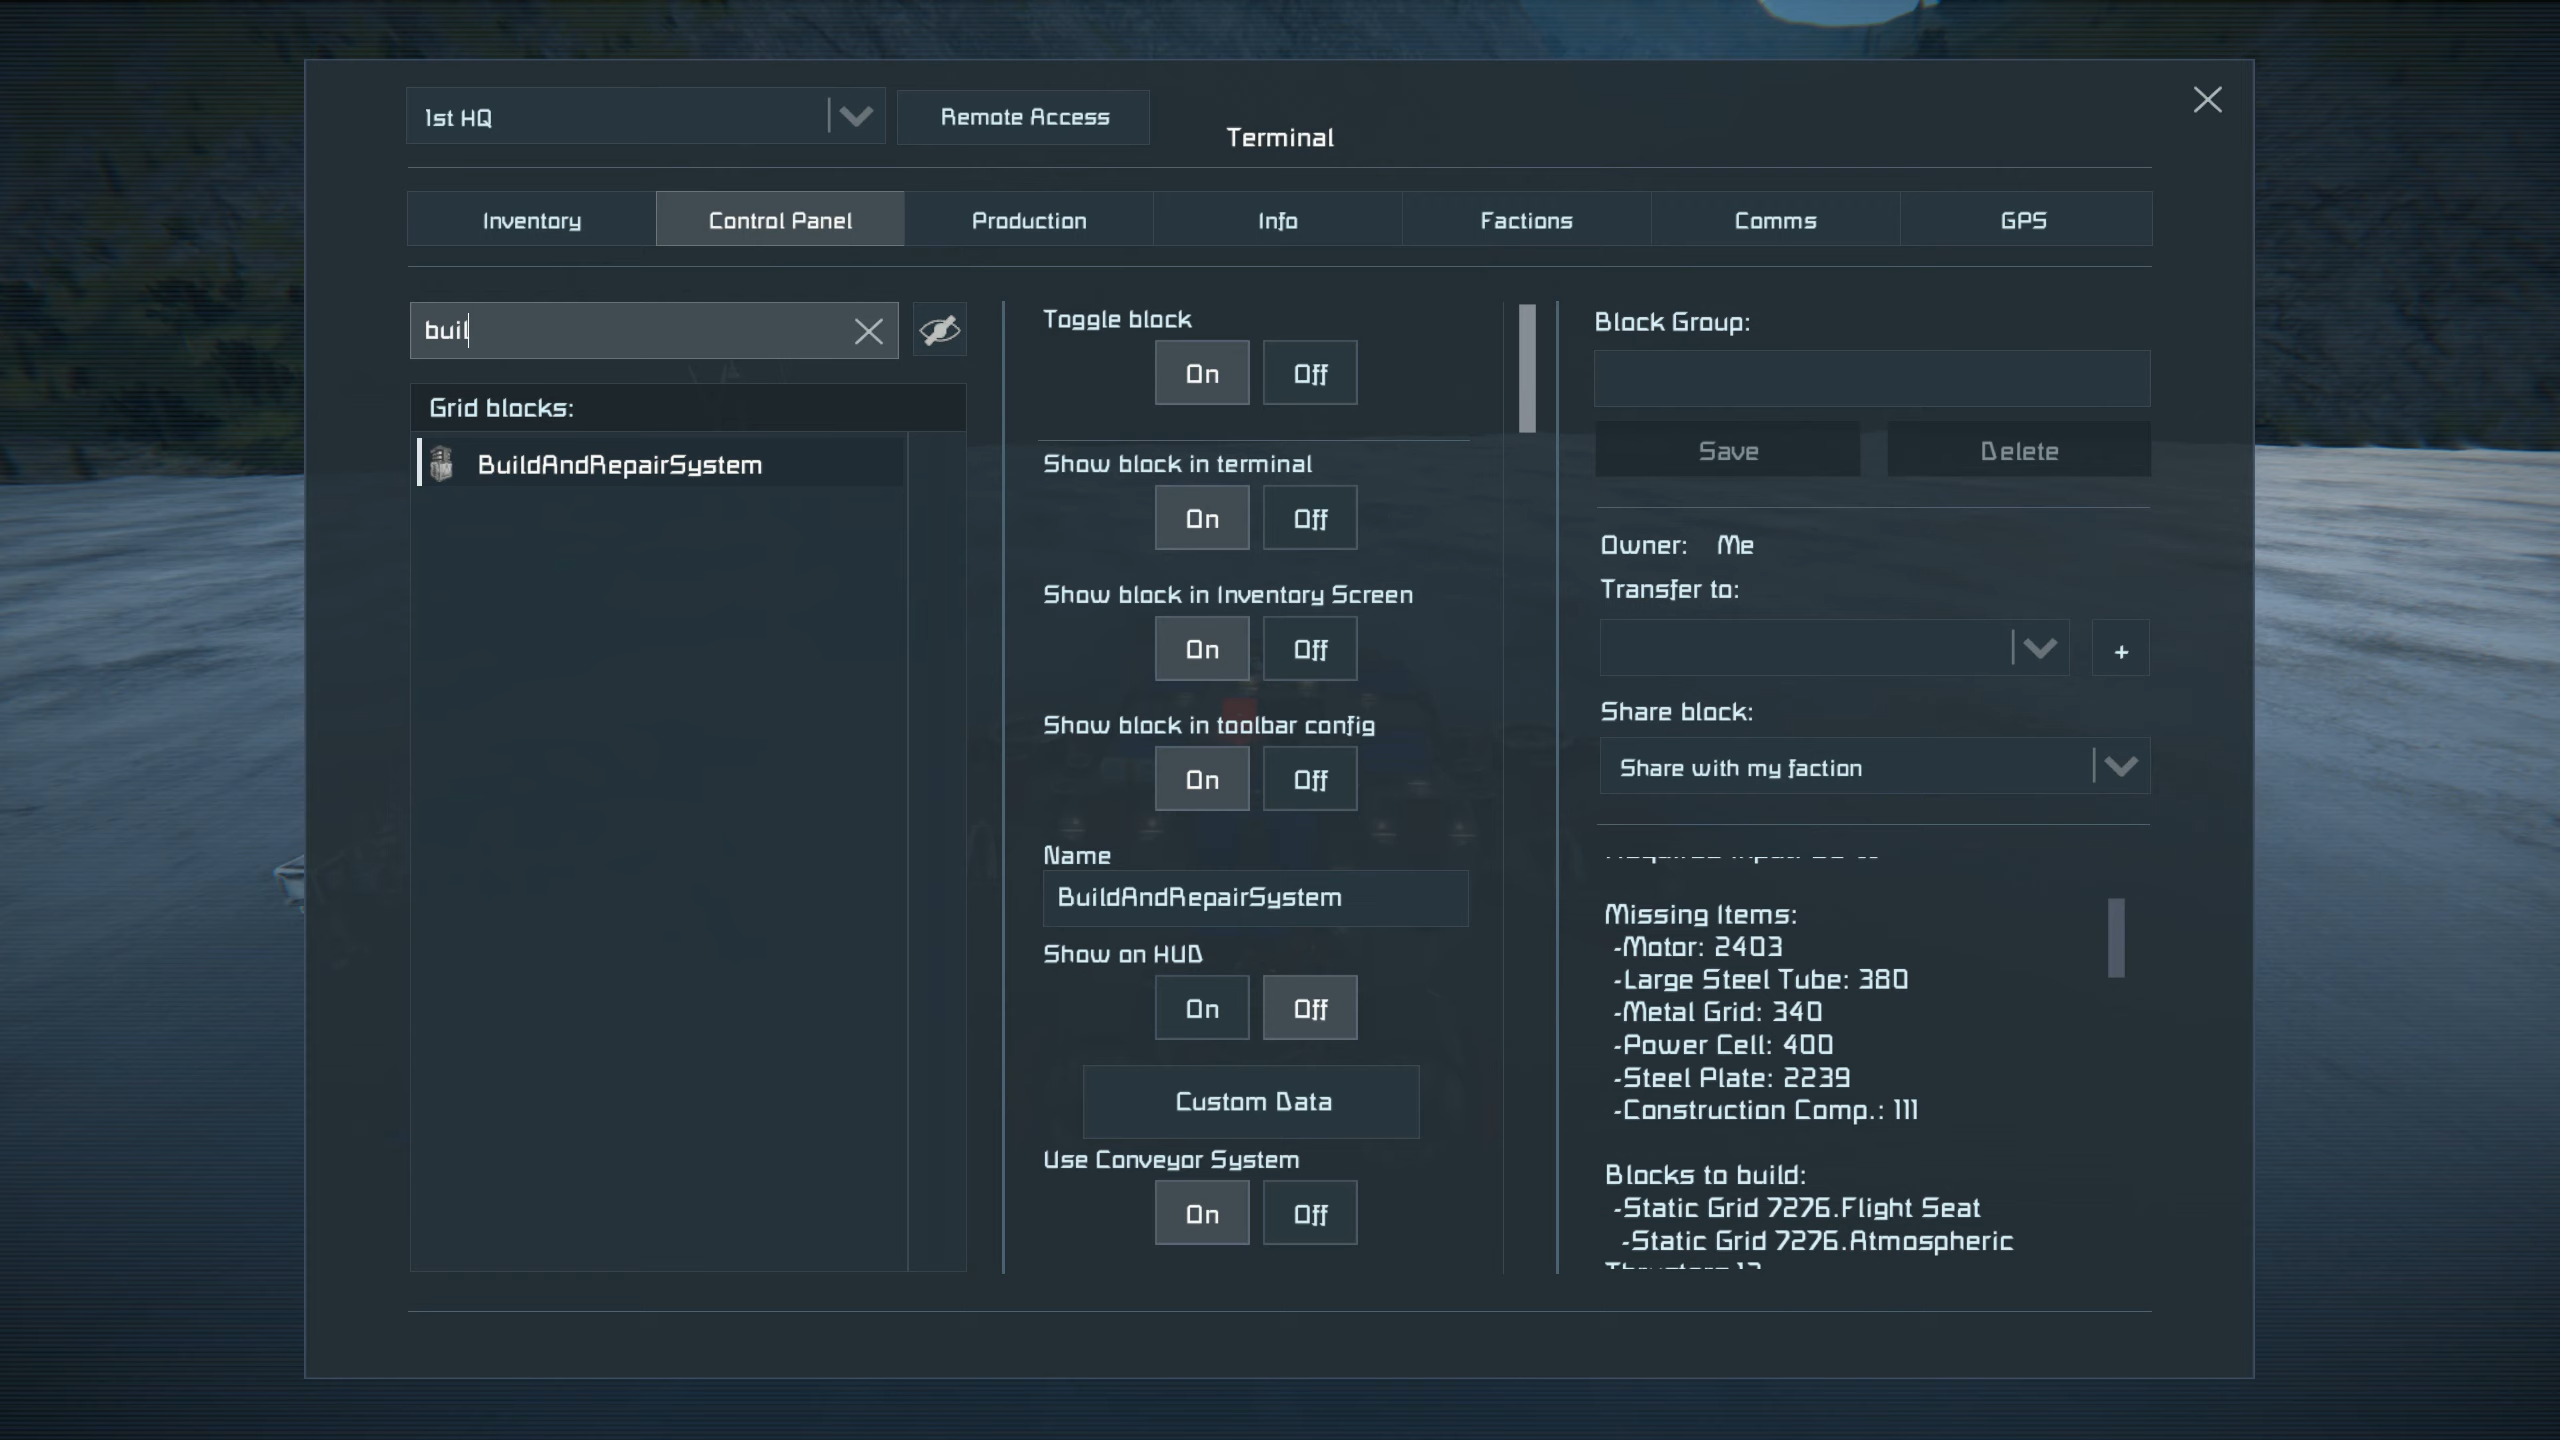 1st HQ
Remote Access
Terminal
Inventory
Control Panel
Production
Info
Factions
Comms
GPS
buil
Grid blocks:
BuildAndRepairSystem
Toggle block
On
Off
Show block in terminal
On
Off
Show block in Inventory Screen
On
Off
Show block in toolbar config
On
Off
Name
BuildAndRepairSystem
Show on HUD
On
Off
Custom Data
Use Conveyor System
On
Off
Block Group:
Save
Delete
Owner: Me
Transfer to:
+
Share block:
Share with my faction
Missing Items:
-Motor: 2403
-Large Steel Tube: 380
-Metal Grid: 340
-Power Cell: 400
-Steel Plate: 2239
-Construction Comp.: 111
Blocks to build:
-Static Grid 7276.Flight Seat
-Static Grid 7276.Atmospheric